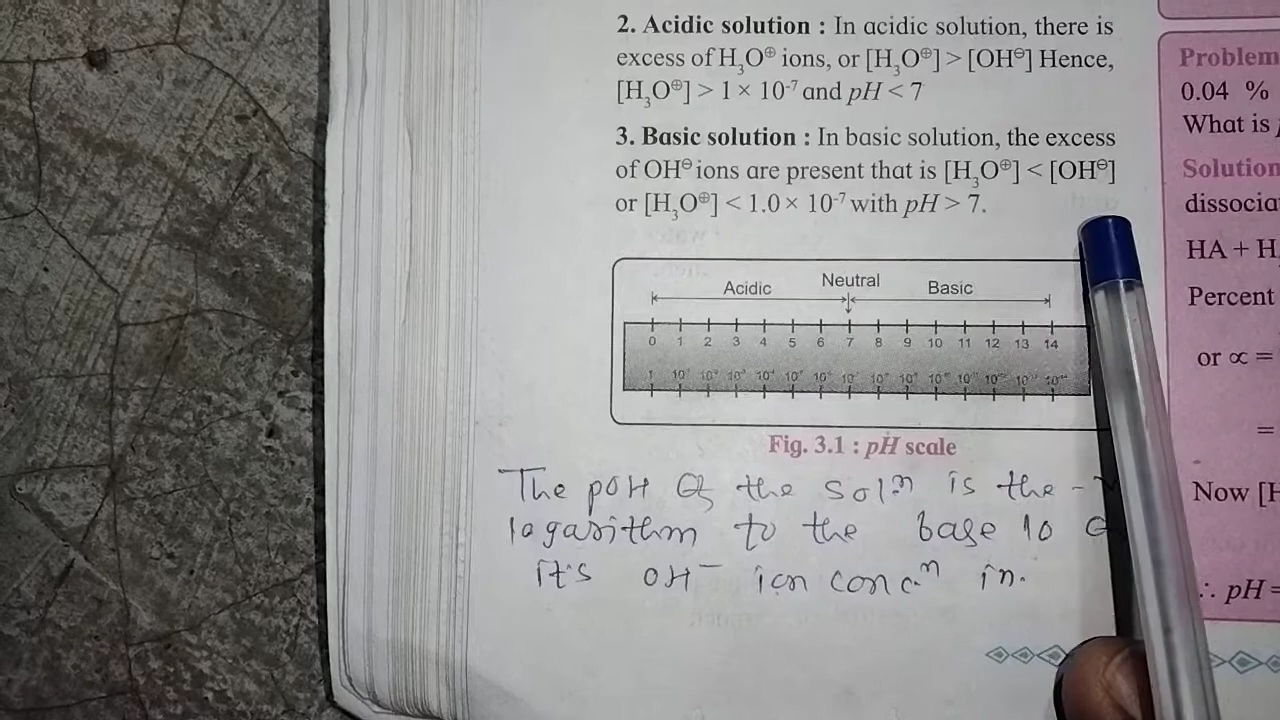 2. Acidic solution : In acidic solution, there is
excess of H₃O⊕ ions, or [H₃O⊕] > [OH⊖] Hence,
[H₃O⊕] > 1 × 10⁻⁷ and pH < 7
3. Basic solution : In basic solution, the excess
of OH⊖ ions are present that is [H₃O⊕] < [OH⊖]
or [H₃O⊕] < 1.0 × 10⁻⁷ with pH > 7.
Acidic Neutral Basic
0 1 2 3 4 5 6 7 8 9 10 11 12 13 14
Fig. 3.1 : pH scale
The pOH of the solⁿ is the
logarithm to the base 10
it's OH⁻ ion concⁿ in.
Problem
0.04 %
What is
Solution
HA + H
Percent
or ∝ =
=
Now [H
∴ pH =